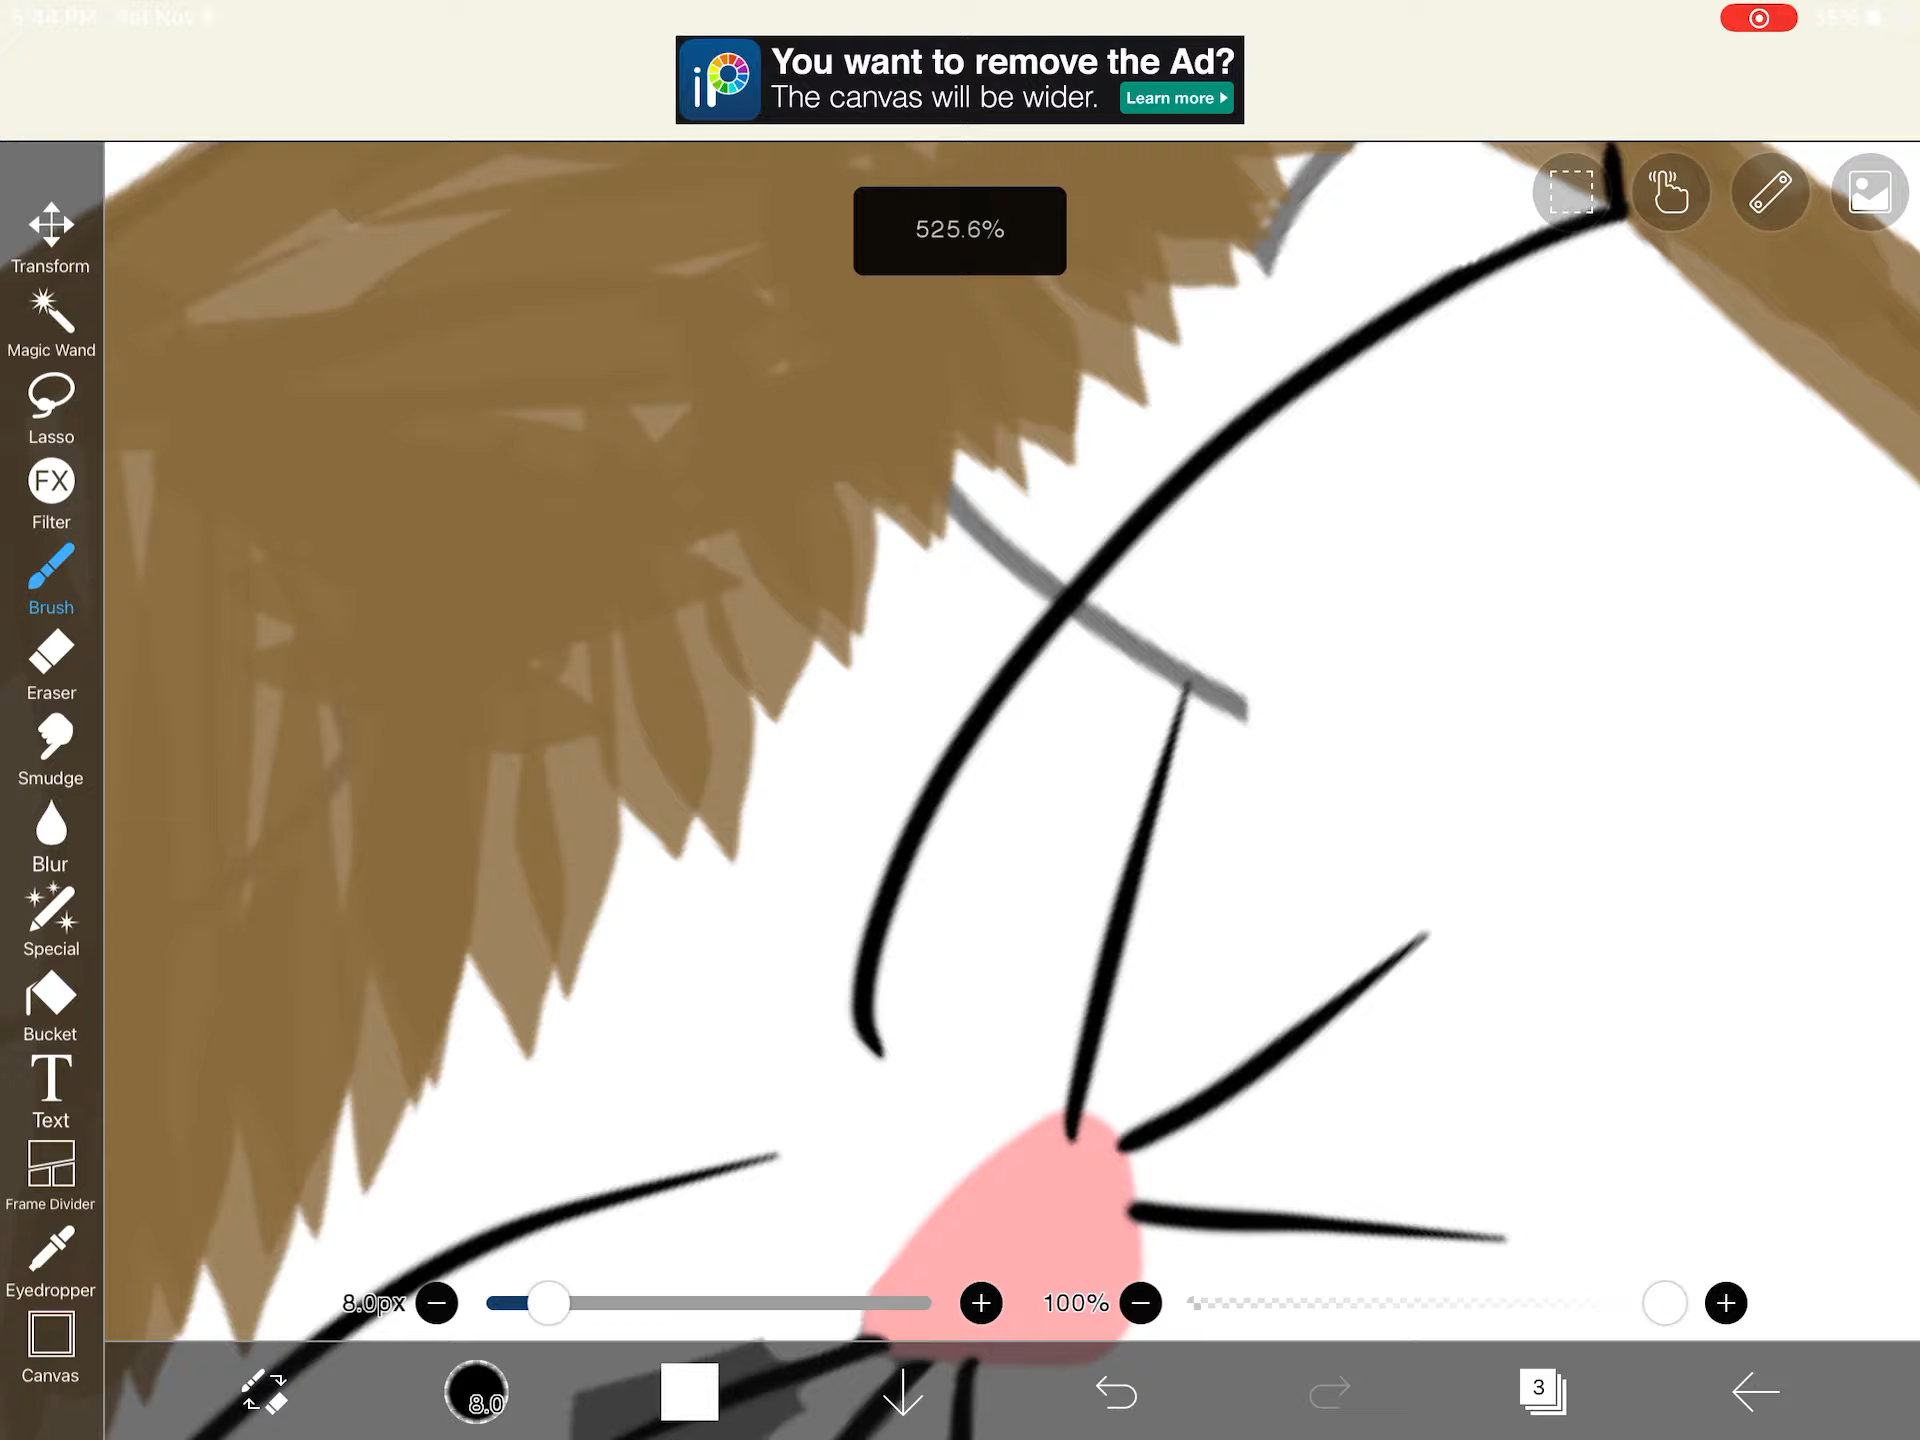 You want to remove the Ad?
The canvas will be wider.
Learn more
iP
525.6%
Transform
Magic Wand
Lasso
FX
Filter
Brush
Eraser
Smudge
Blur
Special
Bucket
T
Text
Frame Divider
Eyedropper
Canvas
8.0px
100%
8.0
3